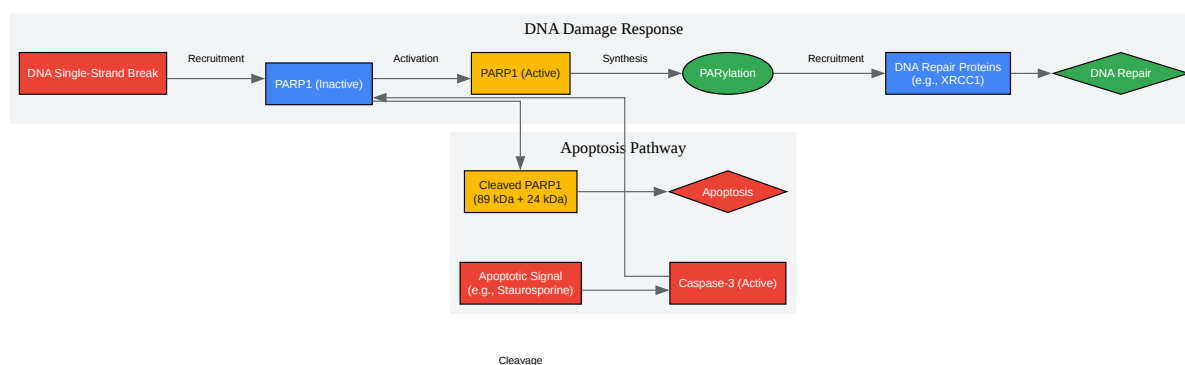 DNA Damage Response
DNA Single-Strand Break
Recruitment
PARP1 (Inactive)
Activation
PARP1 (Active)
Synthesis
PARylation
Recruitment
DNA Repair Proteins
(e.g., XRCC1)
DNA Repair
Apoptosis Pathway
Cleaved PARP1
(89 kDa + 24 kDa)
Apoptosis
Apoptotic Signal
(e.g., Staurosporine)
Caspase-3 (Active)
Cleavage